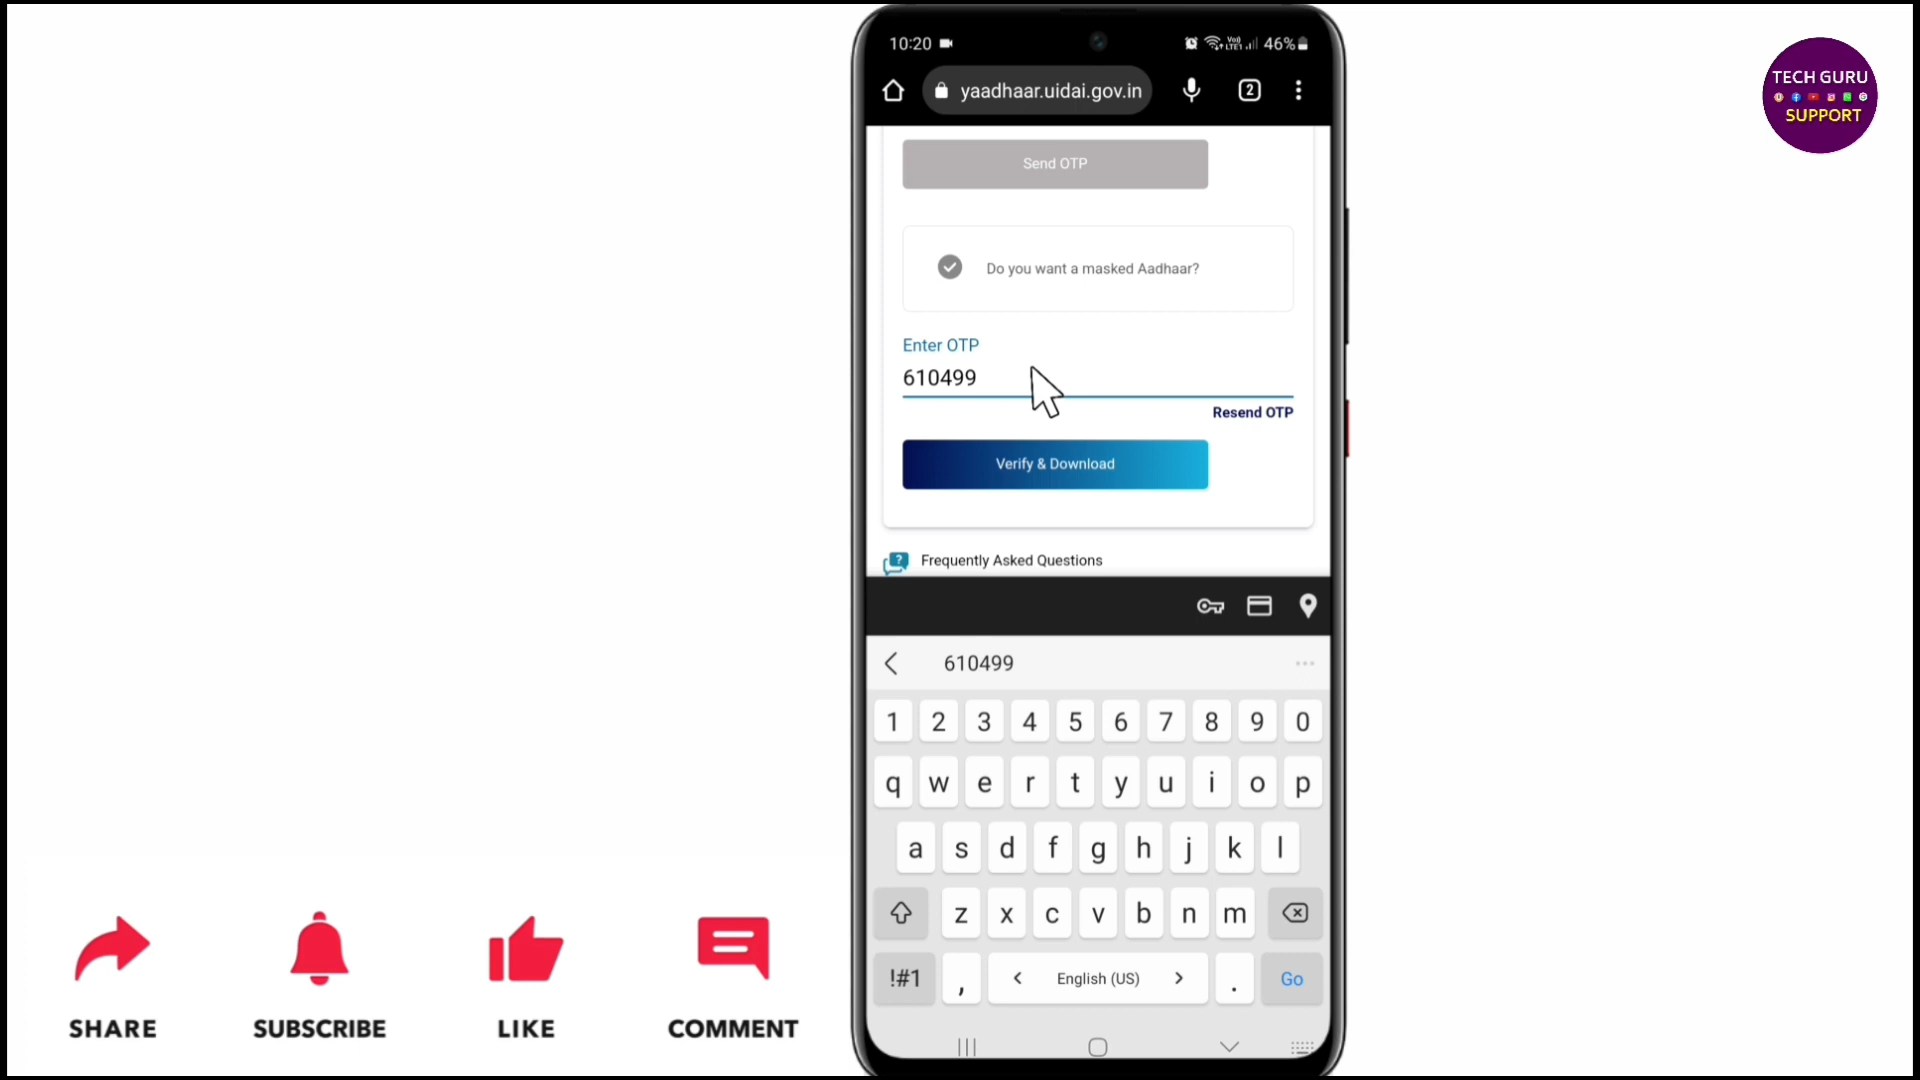 10:20
46%
yaadhaar.uidai.gov.in
2
TECH GURU
SUPPORT
Send OTP
Do you want a masked Aadhaar?
Enter OTP
610499
Resend OTP
Verify & Download
Frequently Asked Questions
610499
1 2 3 4 5 6 7 8 9 0
q w e r t y u i o p
a s d f g h j k l
z x c v b n m
!#1 , < English (US) > . Go
SHARE
SUBSCRIBE
LIKE
COMMENT